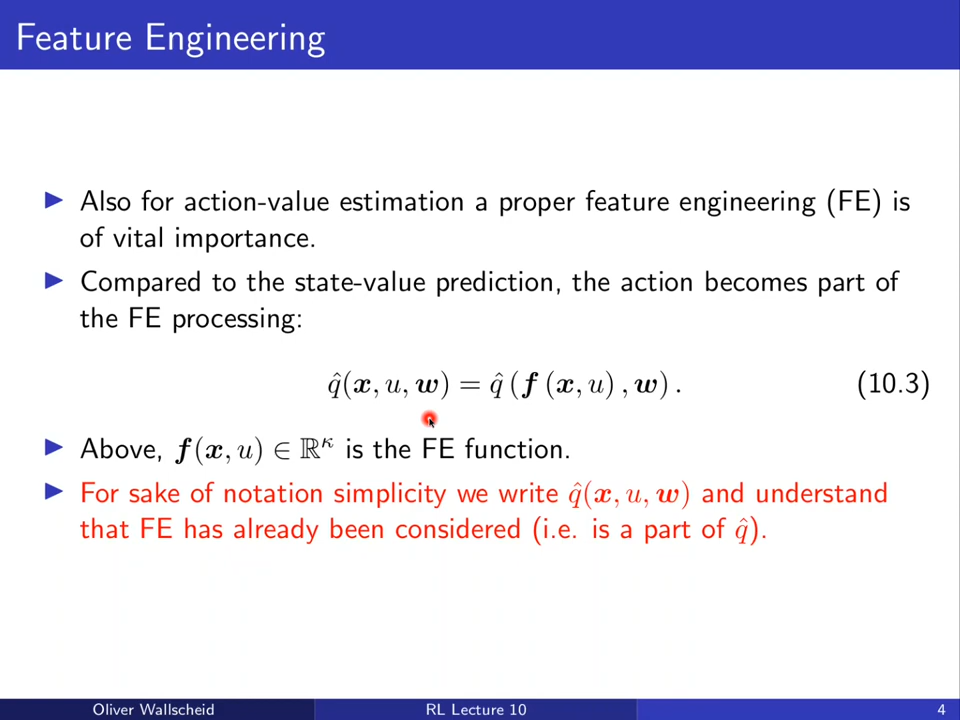 Feature Engineering
▶ Also for action-value estimation a proper feature engineering (FE) is
of vital importance.
▶ Compared to the state-value prediction, the action becomes part of
the FE processing:
q̂(x, u, w) = q̂ (f (x, u) , w) . (10.3)
▶ Above, f(x, u) ∈ ℝ^κ is the FE function.
▶ For sake of notation simplicity we write q̂(x, u, w) and understand
that FE has already been considered (i.e. is a part of q̂).
Oliver Wallscheid RL Lecture 10 4